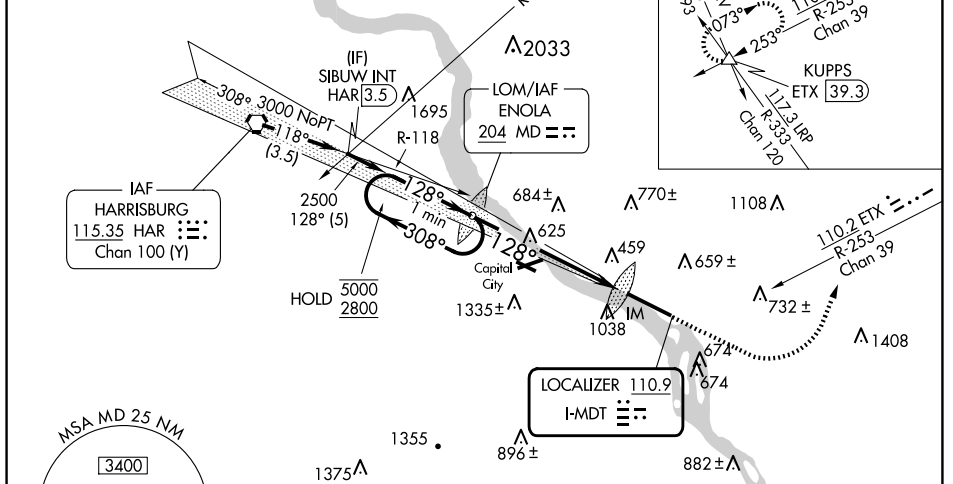 2033
(IF)
SIBUW INT
HAR 3.5
1695
308° 3000 NoPT
118°
(3.5)
R-118
LOM/IAF
ENOLA
204 MD
IAF
HARRISBURG
115.35 HAR
Chan 100 (Y)
2500
128° (5)
128°
1 min
308°
128°
HOLD
5000
2800
684±
625
770±
1108
459
659 ±
Capital
City
1335±
1038
IM
732 ±
1408
674
674
110.2 ETX
R-253
Chan 39
LOCALIZER 110.9
I-MDT
MSA MD 25 NM
3400
1355
1375
896±
882±
073°
253°
R-253
Chan 39
KUPPS
ETX 39.3
117.3 LRP
R-333
Chan 120